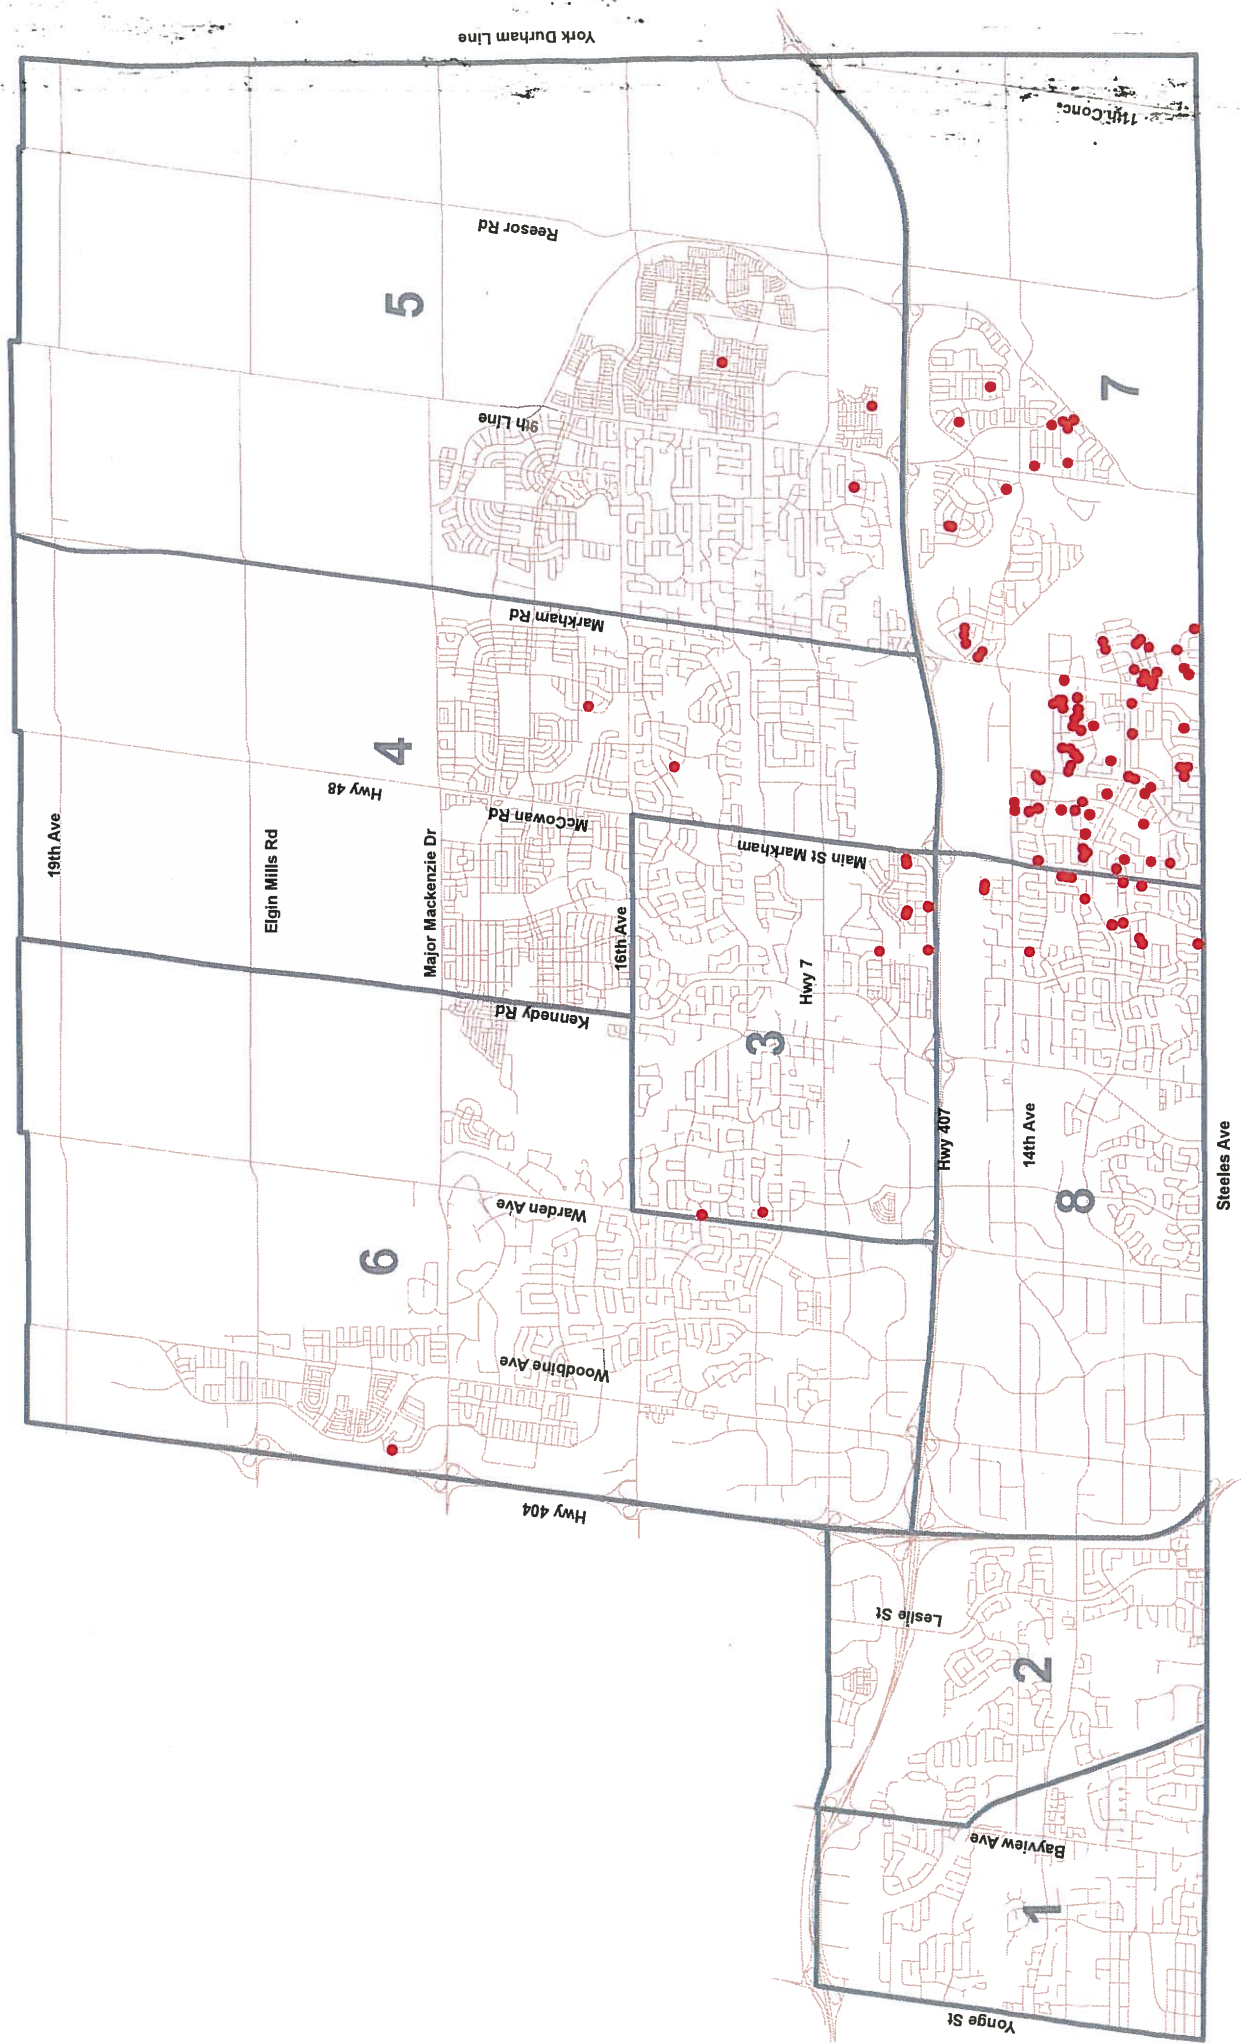 York Durham Line
11th Conc.
Reesor Rd
5
9th Line
7
Markham Rd
4
Hwy 48
McCowan Rd
Main St Markham
19th Ave
Elgin Mills Rd
Major Mackenzie Dr
16th Ave
Hwy 7
Kennedy Rd
3
Hwy 407
14th Ave
Steeles Ave
8
Warden Ave
6
Woodbine Ave
Hwy 404
Leslie St
2
Bayview Ave
1
Yonge St